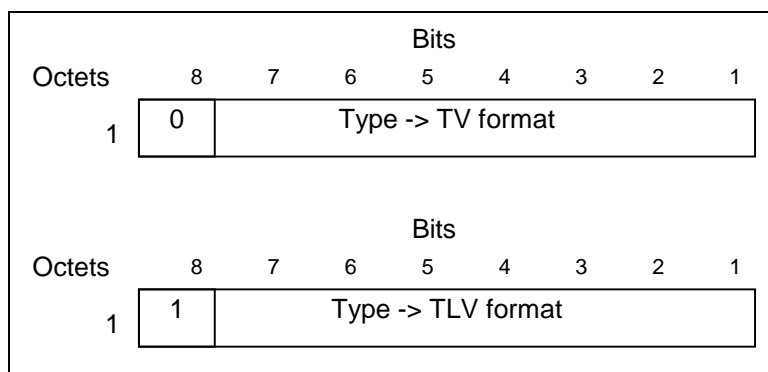 Bits
Octets 8 7 6 5 4 3 2 1
1 0 Type -> TV format
Bits
Octets 8 7 6 5 4 3 2 1
1 1 Type -> TLV format